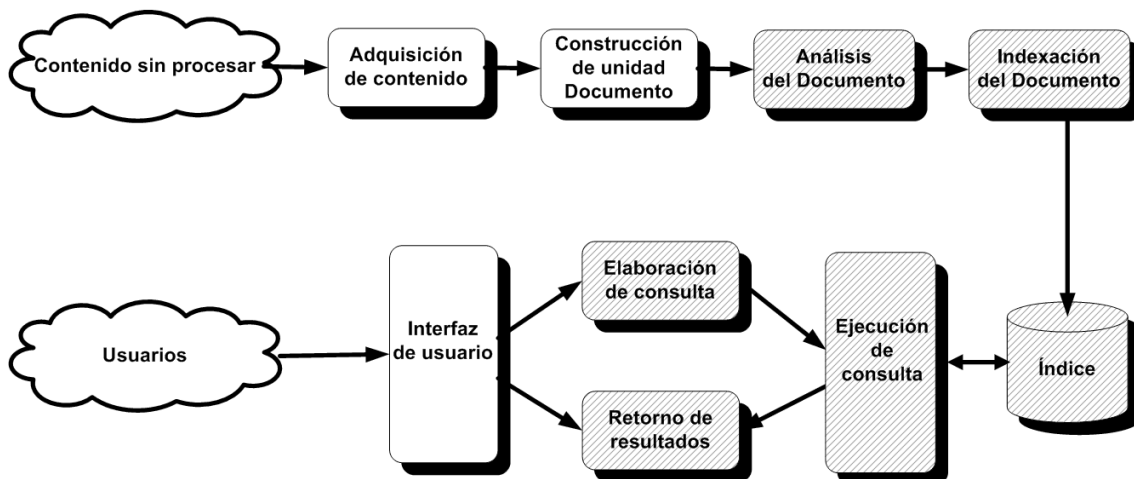 Contenido sin procesar
Adquisición
de contenido
Construcción
de unidad
Documento
Análisis
del Documento
Indexación
del Documento
Usuarios
Interfaz
de usuario
Elaboración
de consulta
Retorno de
resultados
Ejecución
de
consulta
Índice